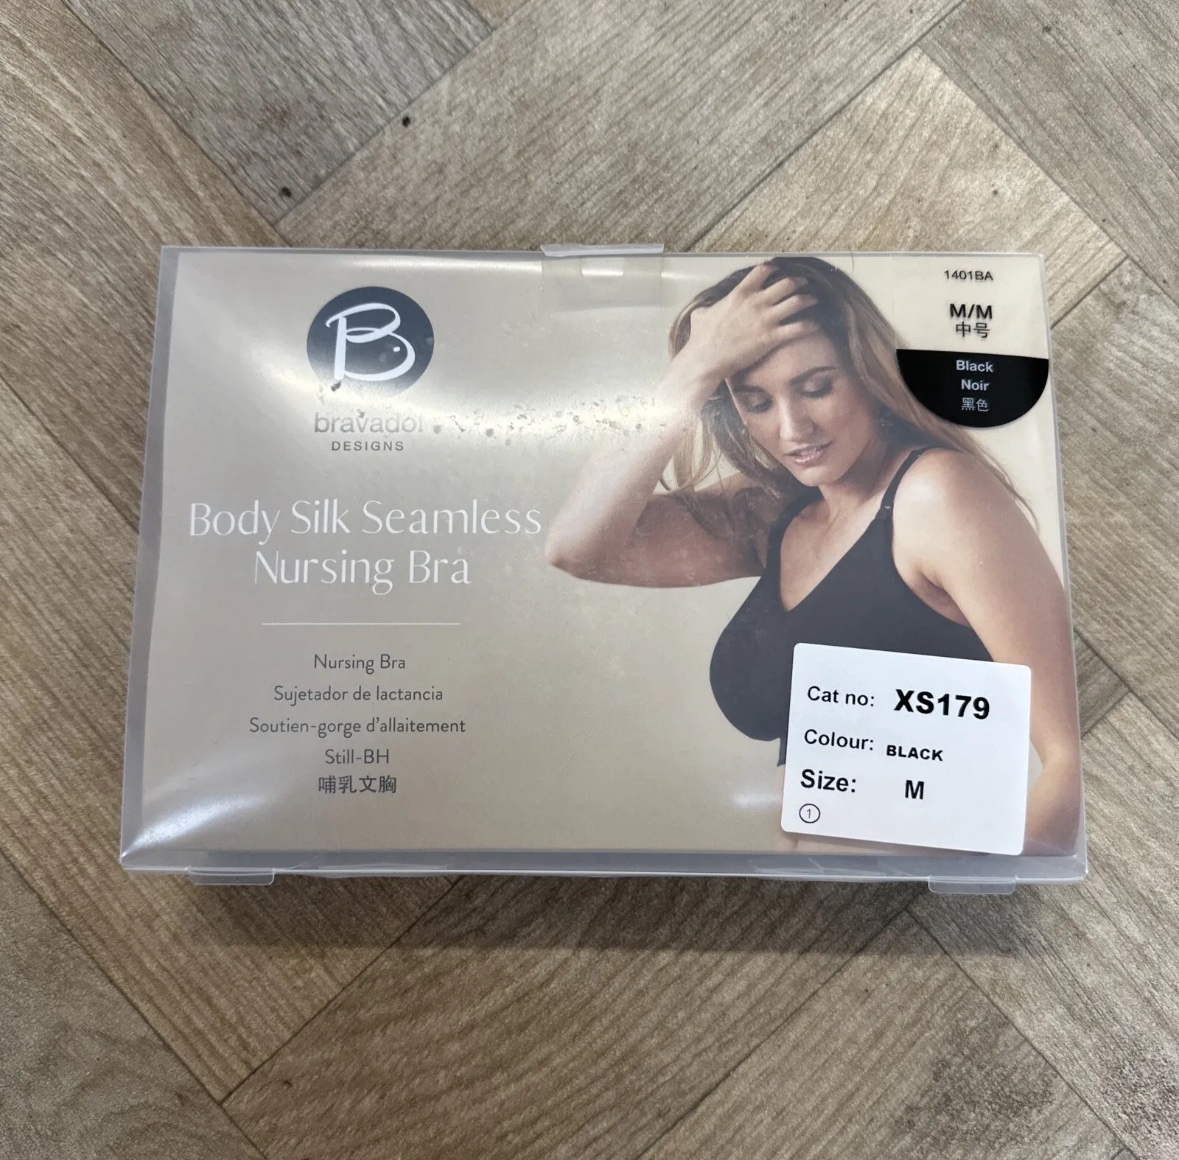 B
bravado!
DESIGNS
Body Silk Seamless
Nursing Bra
Nursing Bra
Sujetador de lactancia
Soutien-gorge d'allaitement
Still-BH
哺乳文胸
1401BA
M/M
中号
Black
Noir
黑色
Cat no: XS179
Colour: BLACK
Size: M
1